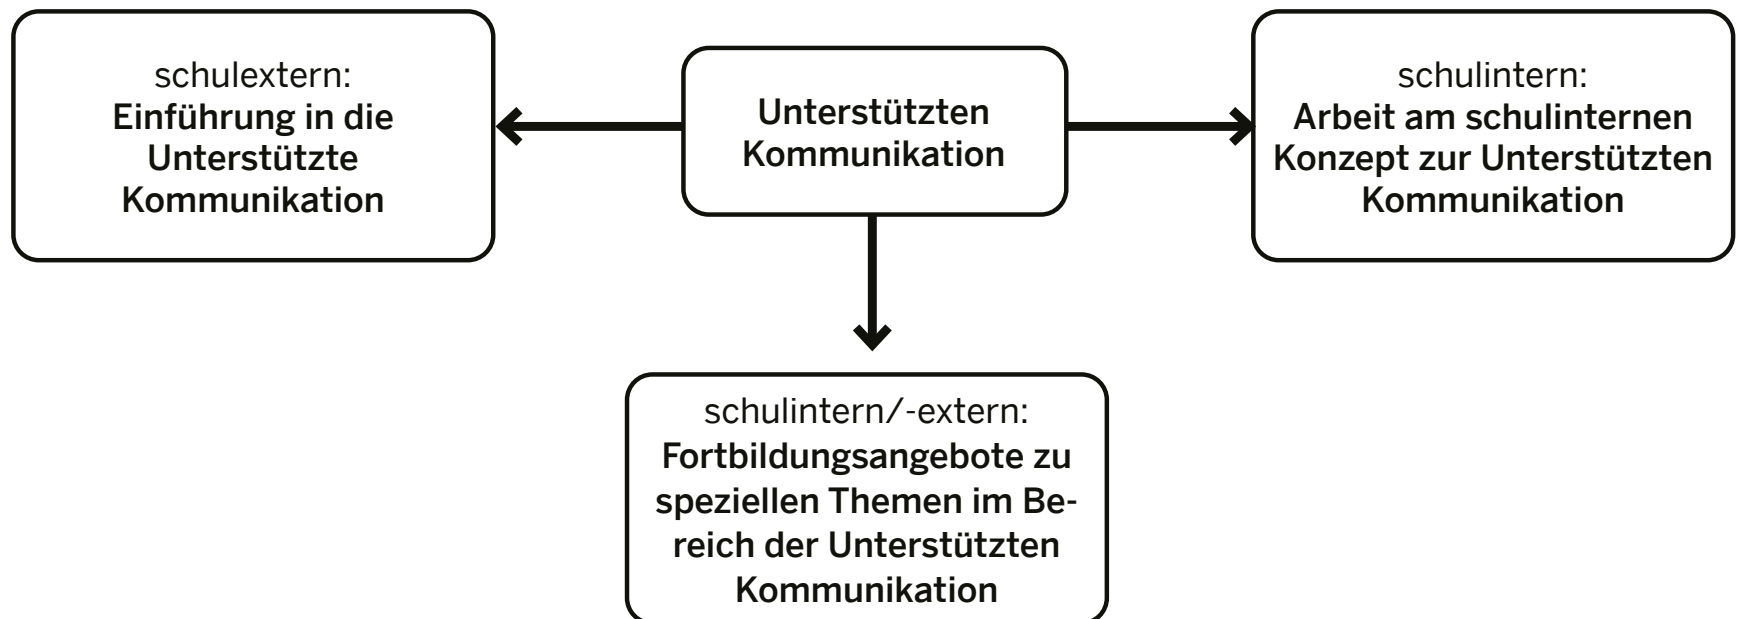 schulextern:
Einführung in die
Unterstützte
Kommunikation
Unterstützten
Kommunikation
schulintern:
Arbeit am schulinternen
Konzept zur Unterstützten
Kommunikation
schulintern/-extern:
Fortbildungsangebote zu
speziellen Themen im Be-
reich der Unterstützten
Kommunikation